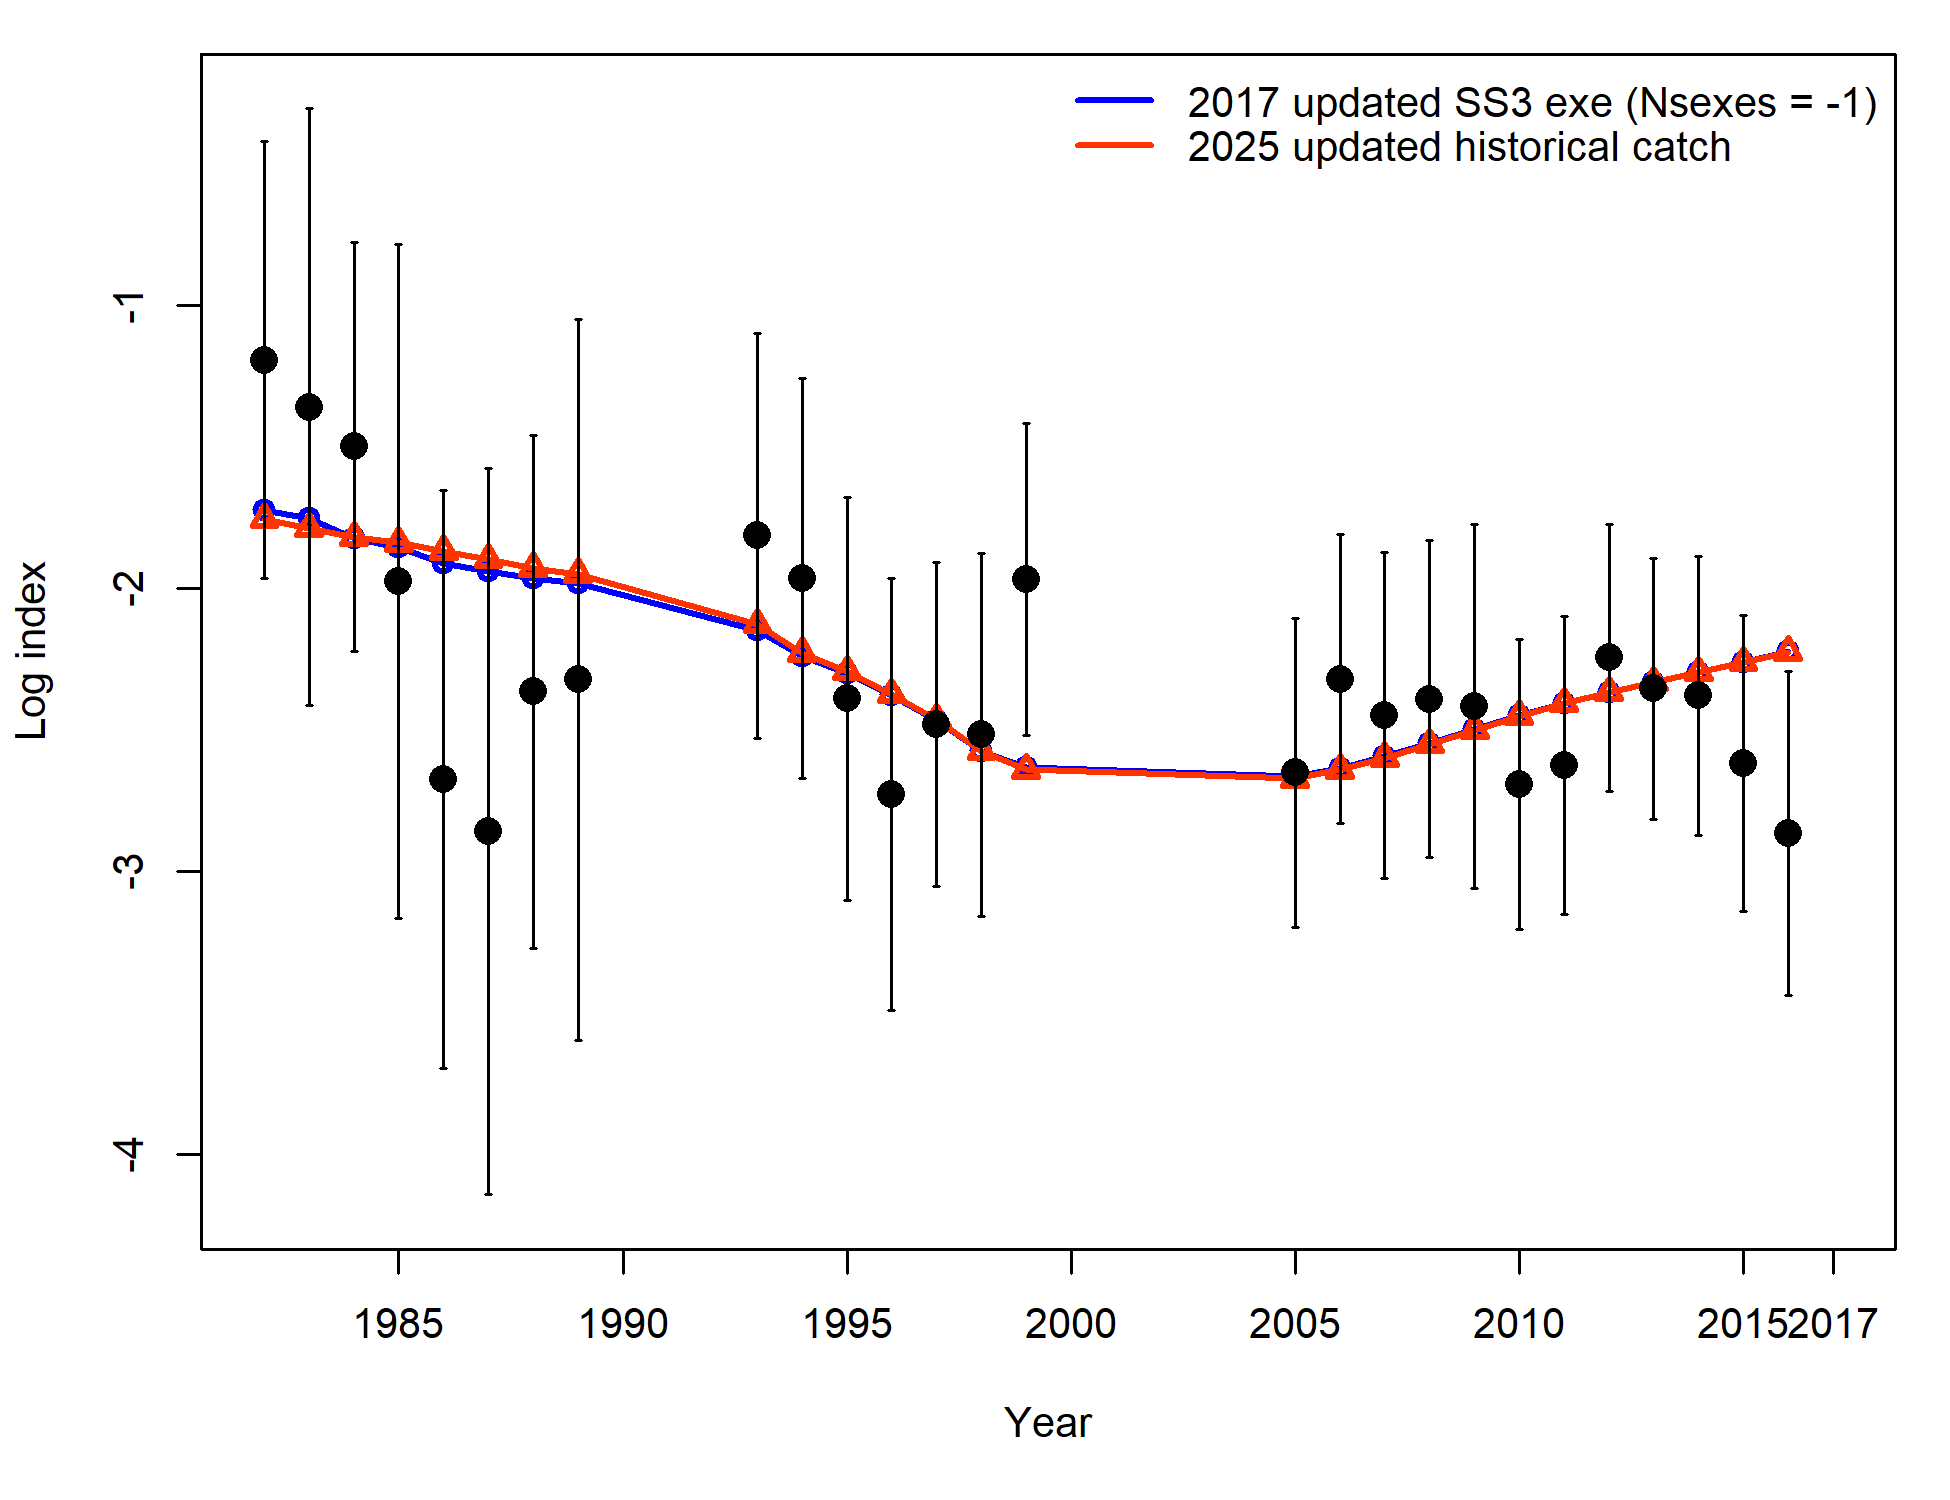 2017 updated SS3 exe (Nsexes = -1)
2025 updated historical catch
Log index
-1
-2
-3
-4
1985 1990 1995 2000 2005 2010 2015 2017
Year